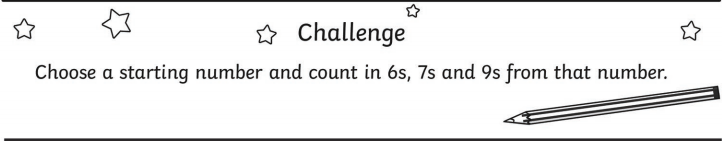 Challenge
Choose a starting number and count in 6s, 7s and 9s from that number.